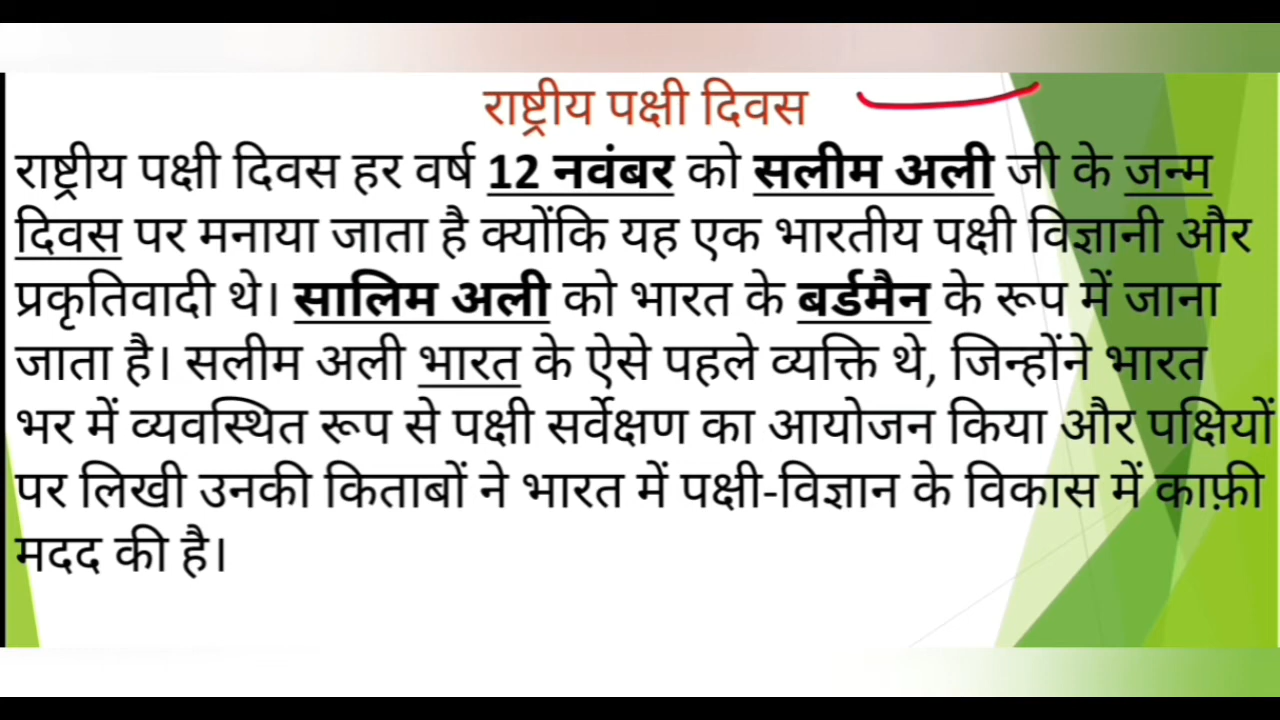 राष्ट्रीय पक्षी दिवस
राष्ट्रीय पक्षी दिवस हर वर्ष 12 नवंबर को सलीम अली जी के जन्म
दिवस पर मनाया जाता है क्योंकि यह एक भारतीय पक्षी विज्ञानी और
प्रकृतिवादी थे। सालिम अली को भारत के बर्डमैन के रूप में जाना
जाता है। सलीम अली भारत के ऐसे पहले व्यक्ति थे, जिन्होंने भारत
भर में व्यवस्थित रूप से पक्षी सर्वेक्षण का आयोजन किया और पक्षियों
पर लिखी उनकी किताबों ने भारत में पक्षी-विज्ञान के विकास में काफ़ी
मदद की है।